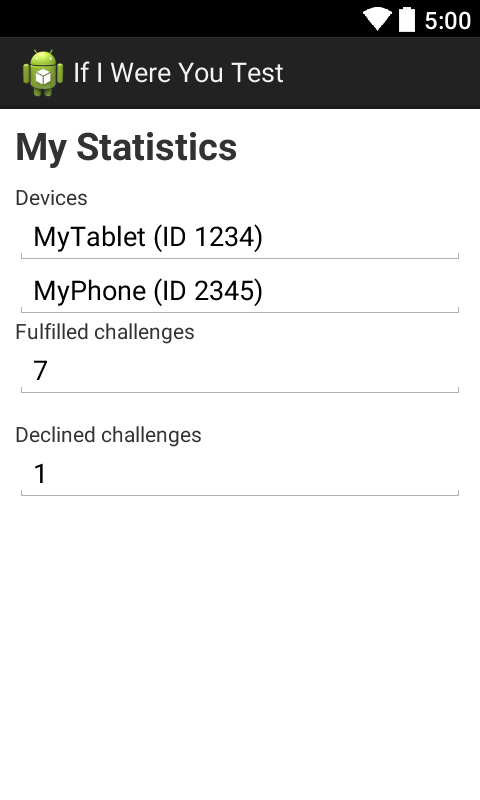 5:00
If I Were You Test
My Statistics
Devices
MyTablet (ID 1234)
MyPhone (ID 2345)
Fulfilled challenges
7
Declined challenges
1